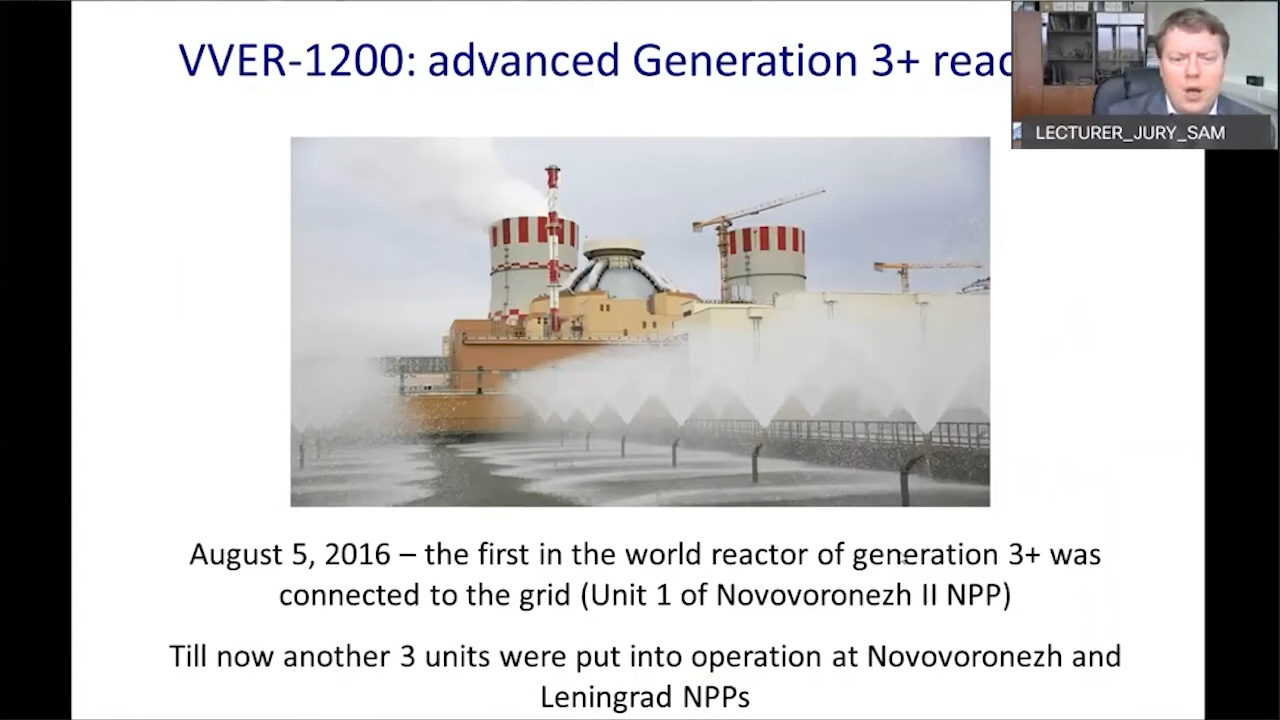 VVER-1200: advanced Generation 3+ reac
LECTURER_JURY_SAM
August 5, 2016 – the first in the world reactor of generation 3+ was
connected to the grid (Unit 1 of Novovoronezh II NPP)
Till now another 3 units were put into operation at Novovoronezh and
Leningrad NPPs